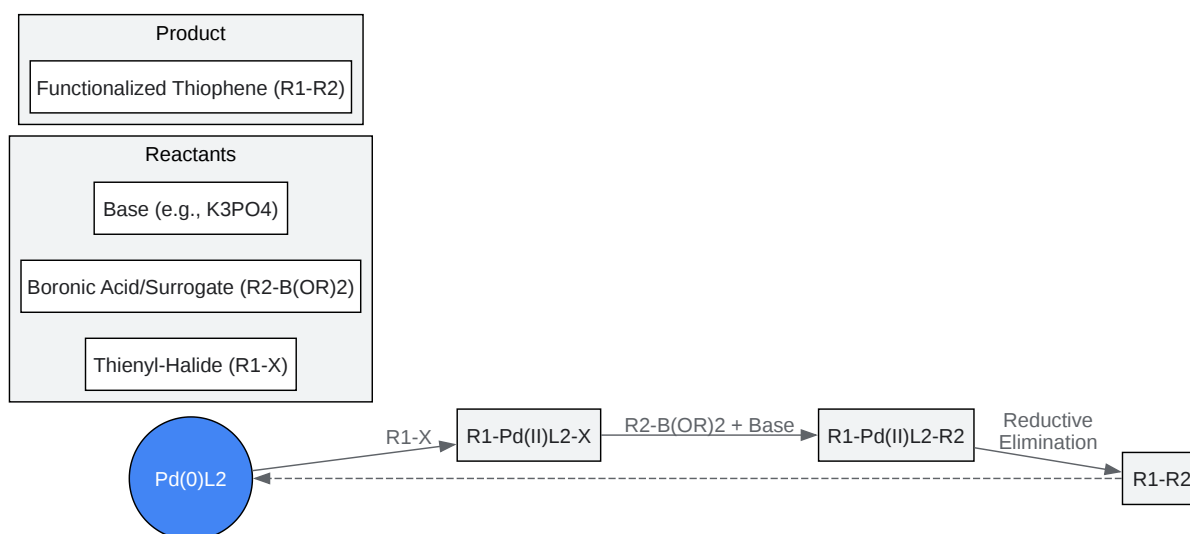 Product
Functionalized Thiophene (R1-R2)
Reactants
Base (e.g., K3PO4)
Boronic Acid/Surrogate (R2-B(OR)2)
Thienyl-Halide (R1-X)
Pd(0)L2
R1-X
R1-Pd(II)L2-X
R2-B(OR)2 + Base
R1-Pd(II)L2-R2
Reductive
Elimination
R1-R2